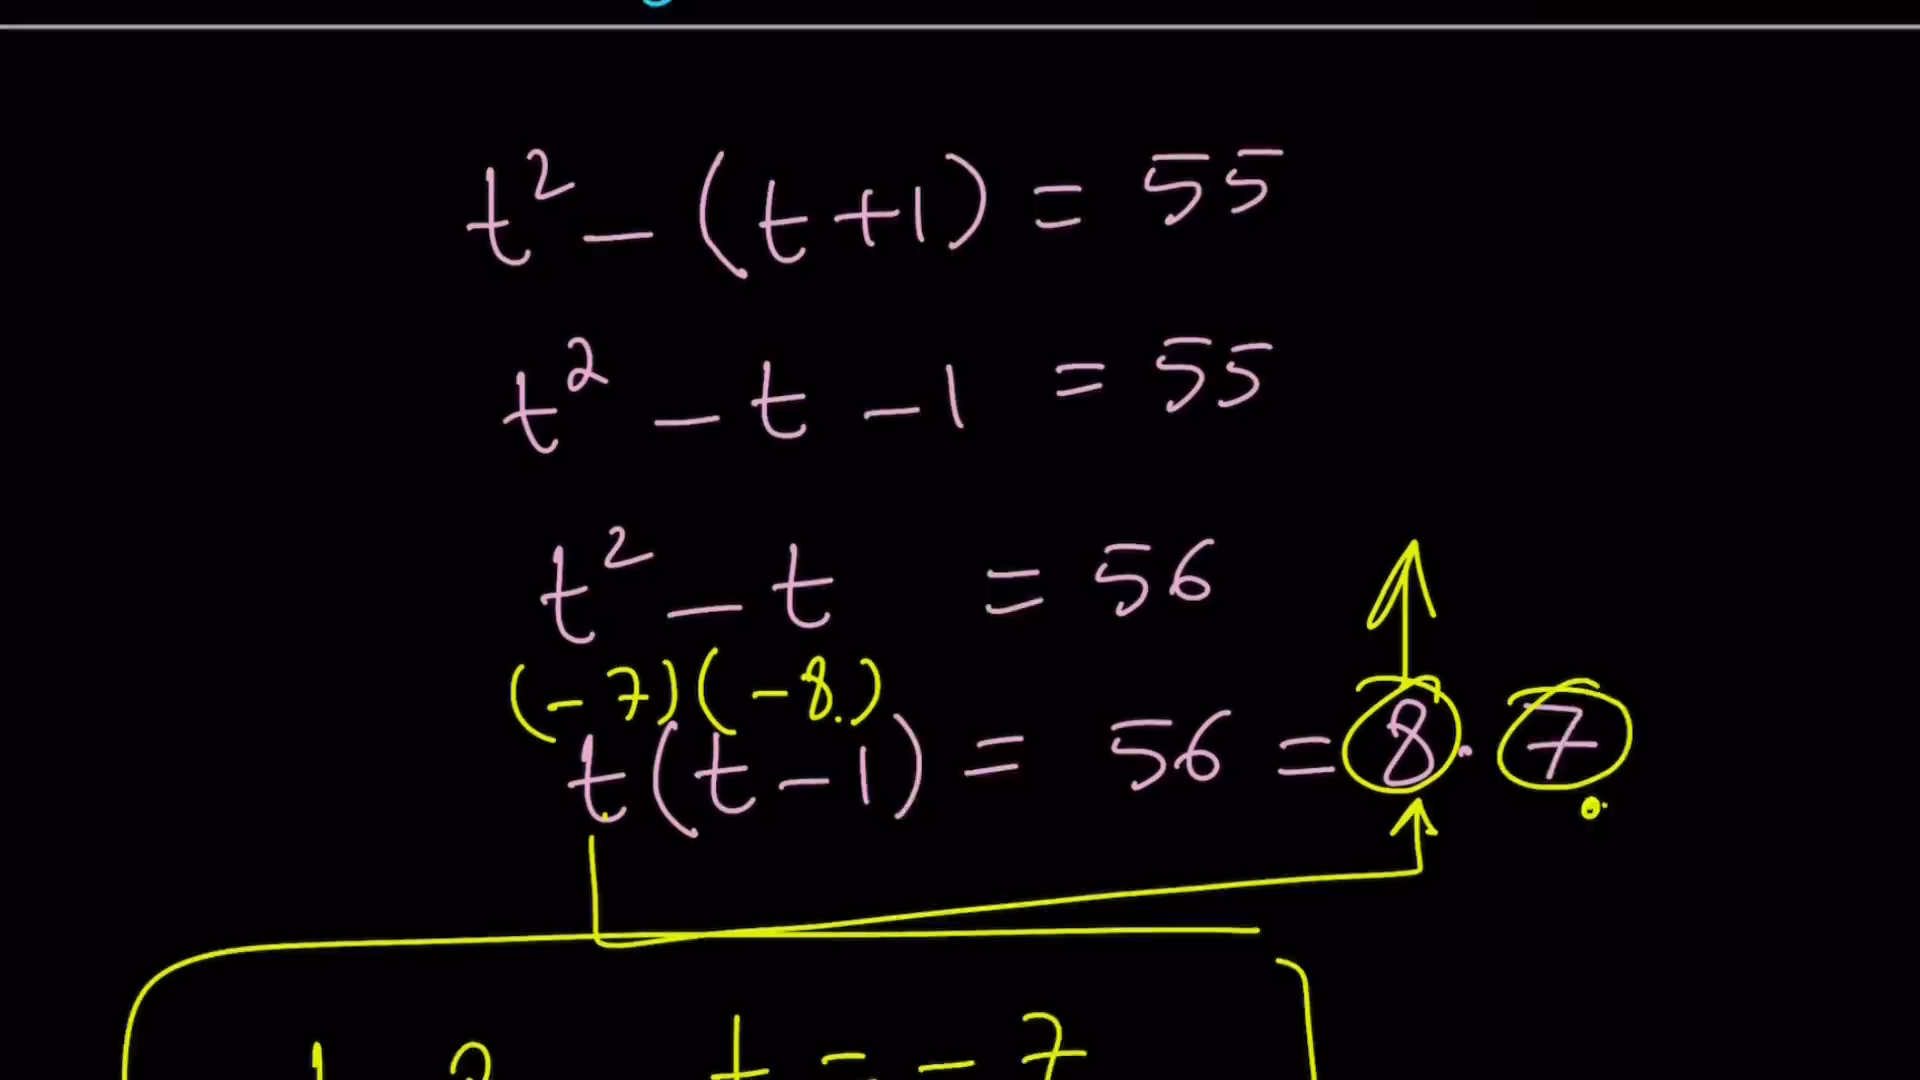 t² - (t+1) = 55
t² - t - 1 = 55
t² - t = 56
(-7)(-8.)
t(t-1) = 56 = 8 · 7
t = -7